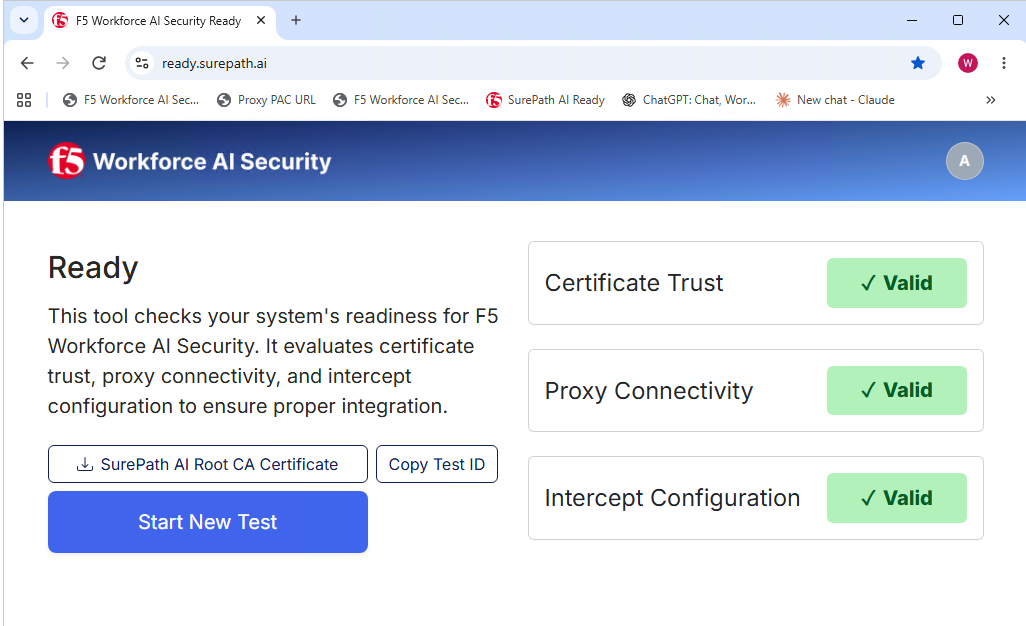 F5 Workforce AI Security Ready
ready.surepath.ai
W
F5 Workforce AI Sec...
Proxy PAC URL
F5 Workforce AI Sec...
SurePath AI Ready
ChatGPT: Chat, Wor...
New chat - Claude
f5 Workforce AI Security
A
Ready
This tool checks your system's readiness for F5
Workforce AI Security. It evaluates certificate
trust, proxy connectivity, and intercept
configuration to ensure proper integration.
SurePath AI Root CA Certificate
Copy Test ID
Start New Test
Certificate Trust
✓ Valid
Proxy Connectivity
✓ Valid
Intercept Configuration
✓ Valid